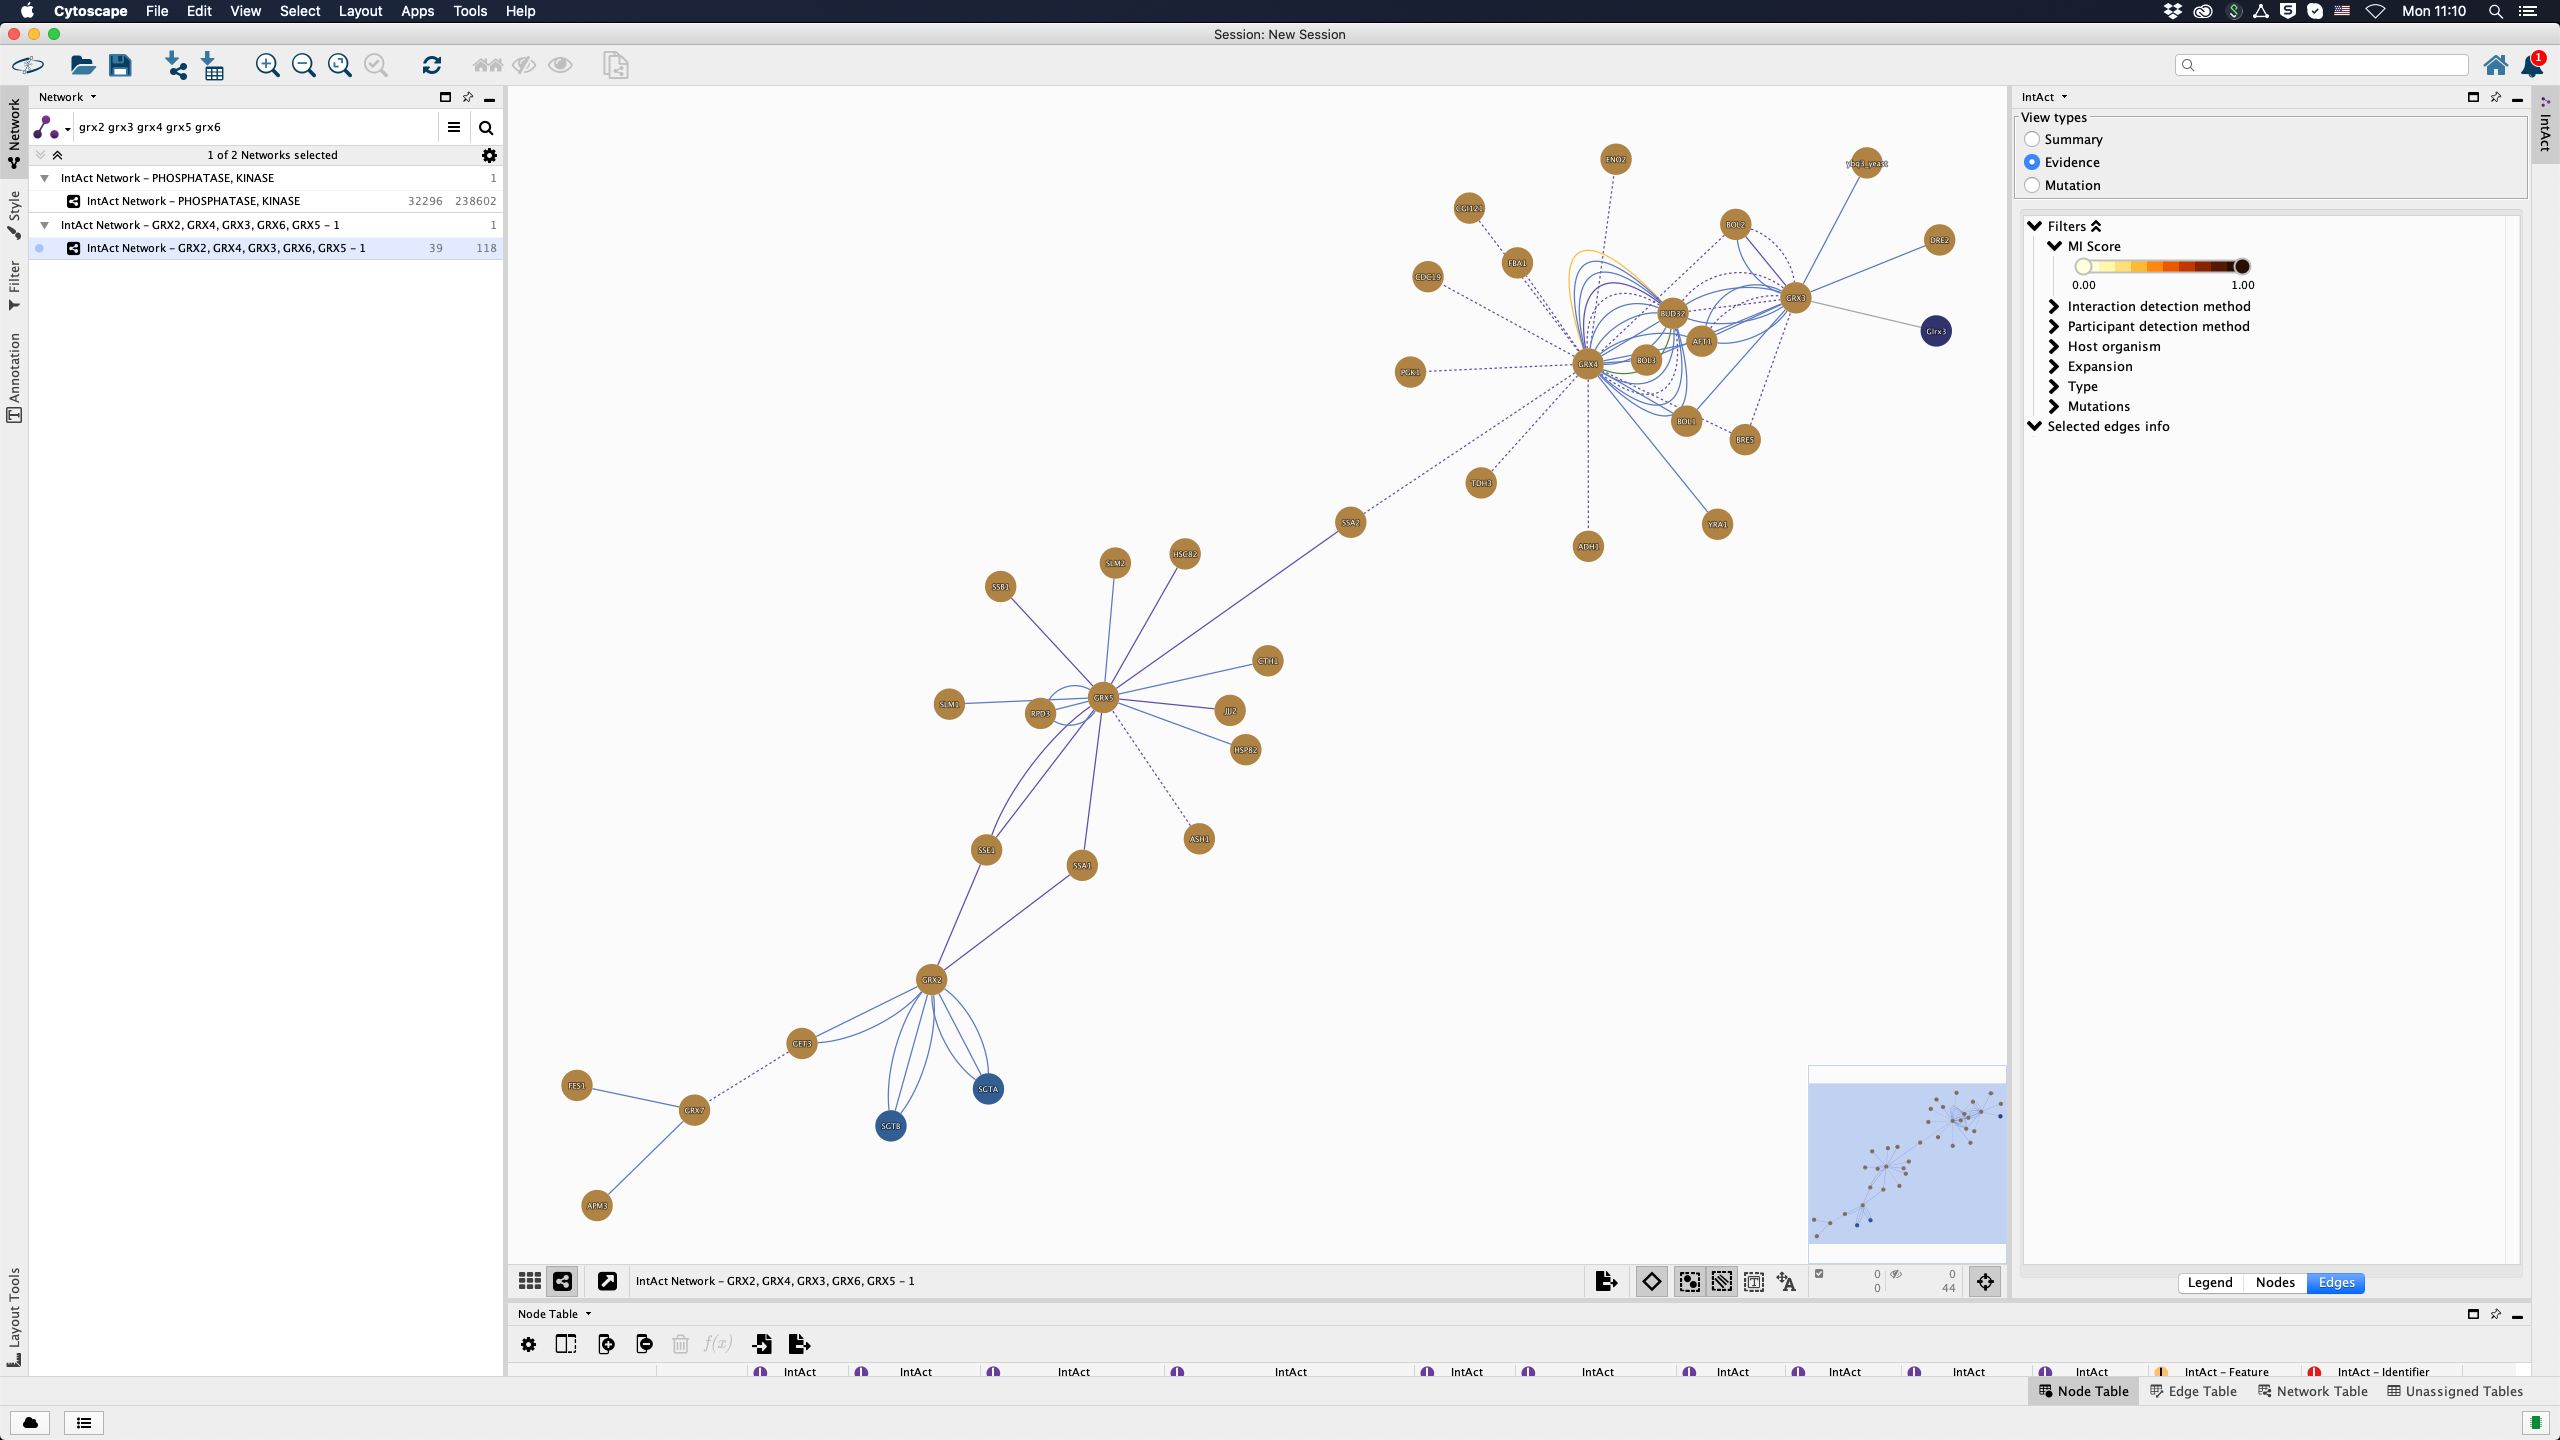 Cytoscape File Edit View Select Layout Apps Tools Help
Mon 11:10
Session: New Session
1
Network
grx2 grx3 grx4 grx5 grx6
1 of 2 Networks selected
IntAct Network – PHOSPHATASE, KINASE 1
IntAct Network – PHOSPHATASE, KINASE 32296 238602
IntAct Network – GRX2, GRX4, GRX3, GRX6, GRX5 – 1 1
IntAct Network – GRX2, GRX4, GRX3, GRX6, GRX5 – 1 39 118
Network
Style
Filter
Annotation
Layout Tools
ENO2
ybq3_yeast
CGI121
BOL2
DRE2
FBA1
CDC19
GRX3
BUD32
Glrx3
AFT1
BOL3
GRX4
PGK1
BOL1
BRE5
TDH3
SSA2
YRA1
ADH1
HSC82
SLM2
SSB1
CTH1
GRX5
SLM1
RPD3
JJJ2
HSP82
ASH1
SSE1
SSA1
GRX2
GET3
FES1
SGTA
GRX7
SGTB
APM3
IntAct Network – GRX2, GRX4, GRX3, GRX6, GRX5 – 1
0 0
0 44
IntAct
View types
Summary
Evidence
Mutation
Filters
MI Score
0.00 1.00
Interaction detection method
Participant detection method
Host organism
Expansion
Type
Mutations
Selected edges info
Legend Nodes Edges
IntAct
Node Table
f(x)
IntAct IntAct IntAct IntAct IntAct IntAct IntAct IntAct IntAct IntAct IntAct – Feature IntAct – Identifier
Node Table Edge Table Network Table Unassigned Tables